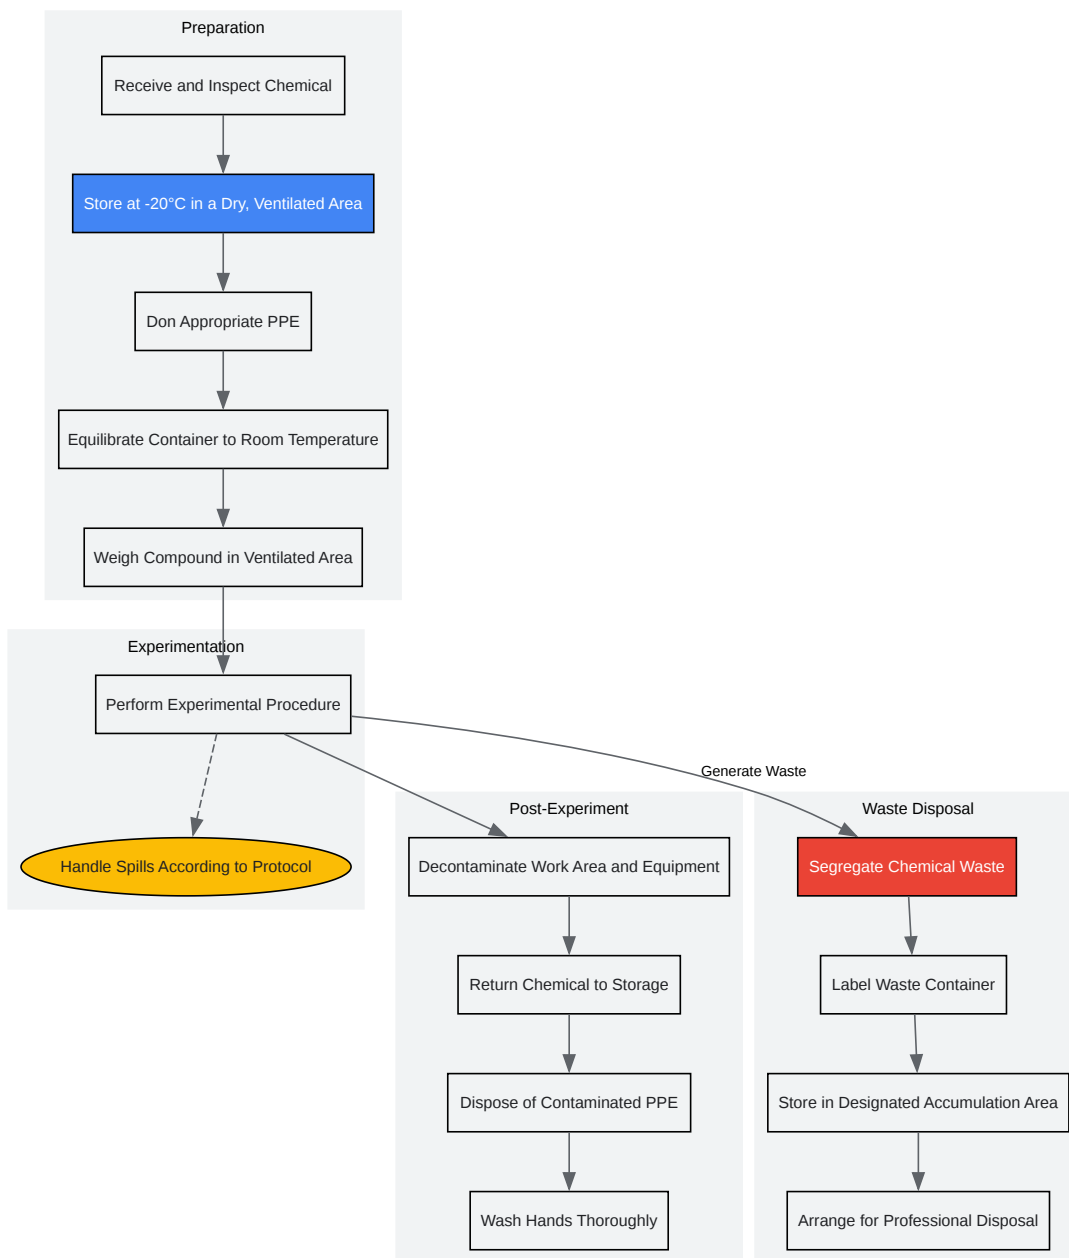 Preparation
Receive and Inspect Chemical
Store at -20°C in a Dry, Ventilated Area
Don Appropriate PPE
Equilibrate Container to Room Temperature
Weigh Compound in Ventilated Area
Experimentation
Perform Experimental Procedure
Handle Spills According to Protocol
Generate Waste
Post-Experiment
Decontaminate Work Area and Equipment
Return Chemical to Storage
Dispose of Contaminated PPE
Wash Hands Thoroughly
Waste Disposal
Segregate Chemical Waste
Label Waste Container
Store in Designated Accumulation Area
Arrange for Professional Disposal